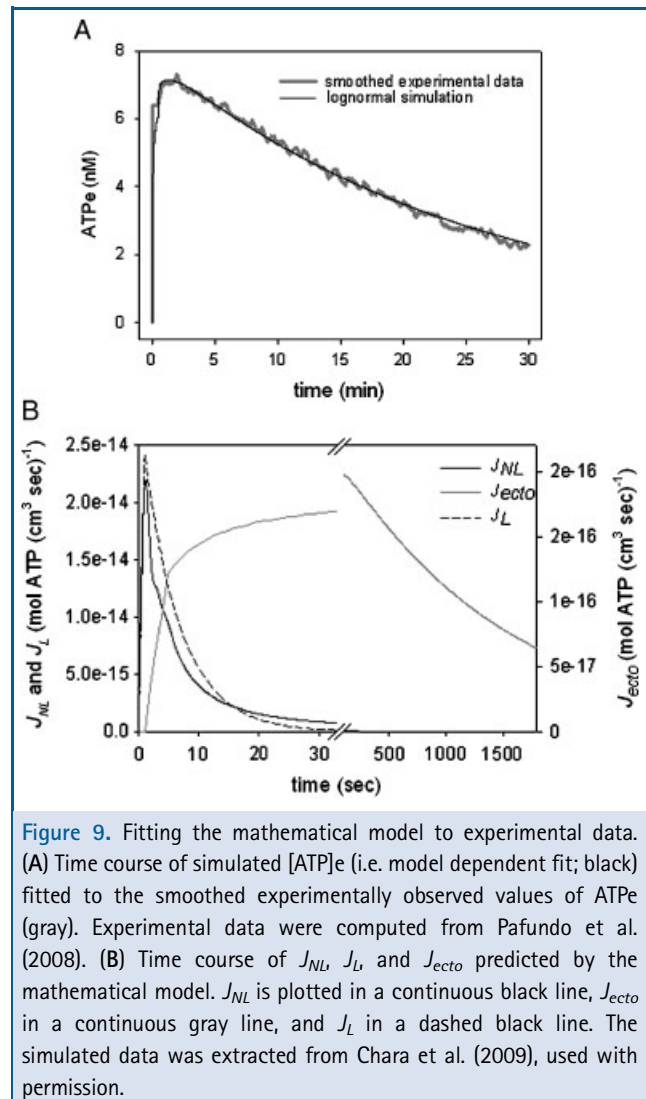 A
8
6
4
2
0
ATPe (nM)
smoothed experimental data
lognormal simulation
0 5 10 15 20 25 30
time (min)
B
2.5e-14
2.0e-14
1.5e-14
1.0e-14
5.0e-15
0.0
J_NL and J_L (mol ATP (cm³ sec)⁻¹
J_NL
J_ecto
J_L
2e-16
2e-16
1e-16
5e-17
0
J_ecto (mol ATP (cm³ sec)⁻¹
0 10 20 30 500 1000 1500
time (sec)
Figure 9. Fitting the mathematical model to experimental data.
(A) Time course of simulated [ATP]e (i.e. model dependent fit; black)
fitted to the smoothed experimentally observed values of ATPe
(gray). Experimental data were computed from Pafundo et al.
(2008). (B) Time course of J_NL, J_L, and J_ecto predicted by the
mathematical model. J_NL is plotted in a continuous black line, J_ecto
in a continuous gray line, and J_L in a dashed black line. The
simulated data was extracted from Chara et al. (2009), used with
permission.